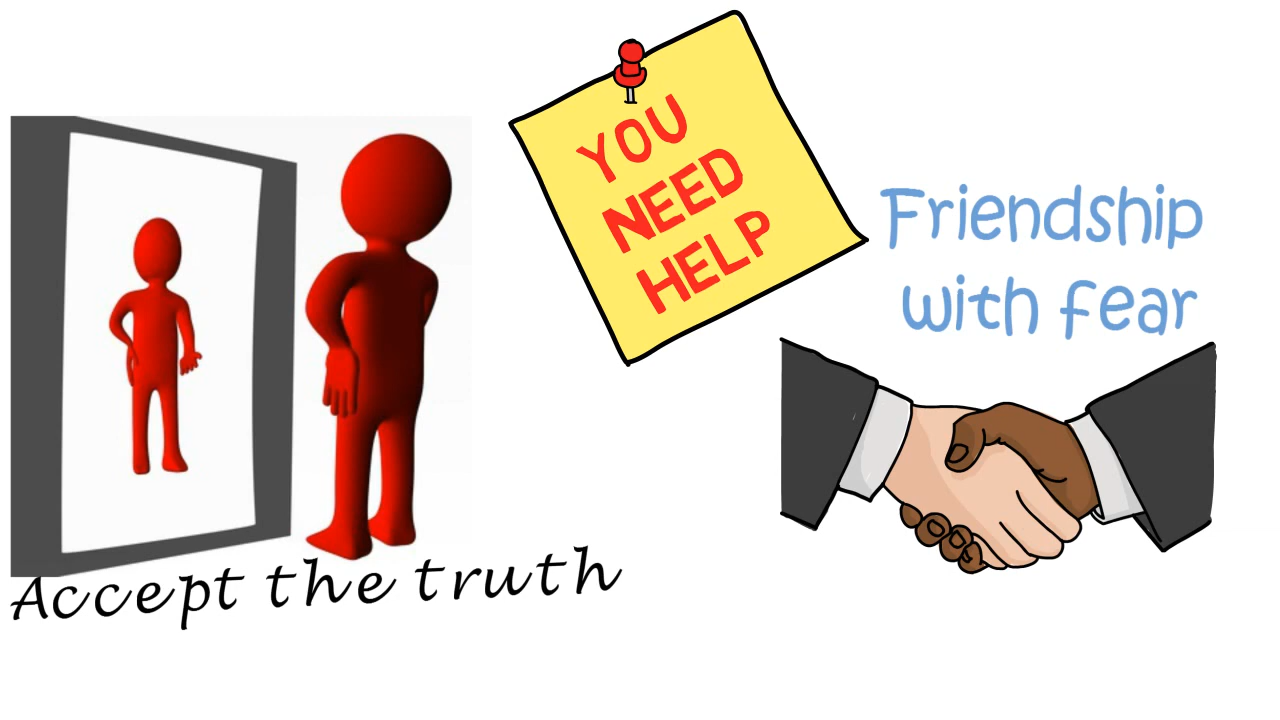 YOU
NEED
HELP
Friendship
with fear
Accept the truth